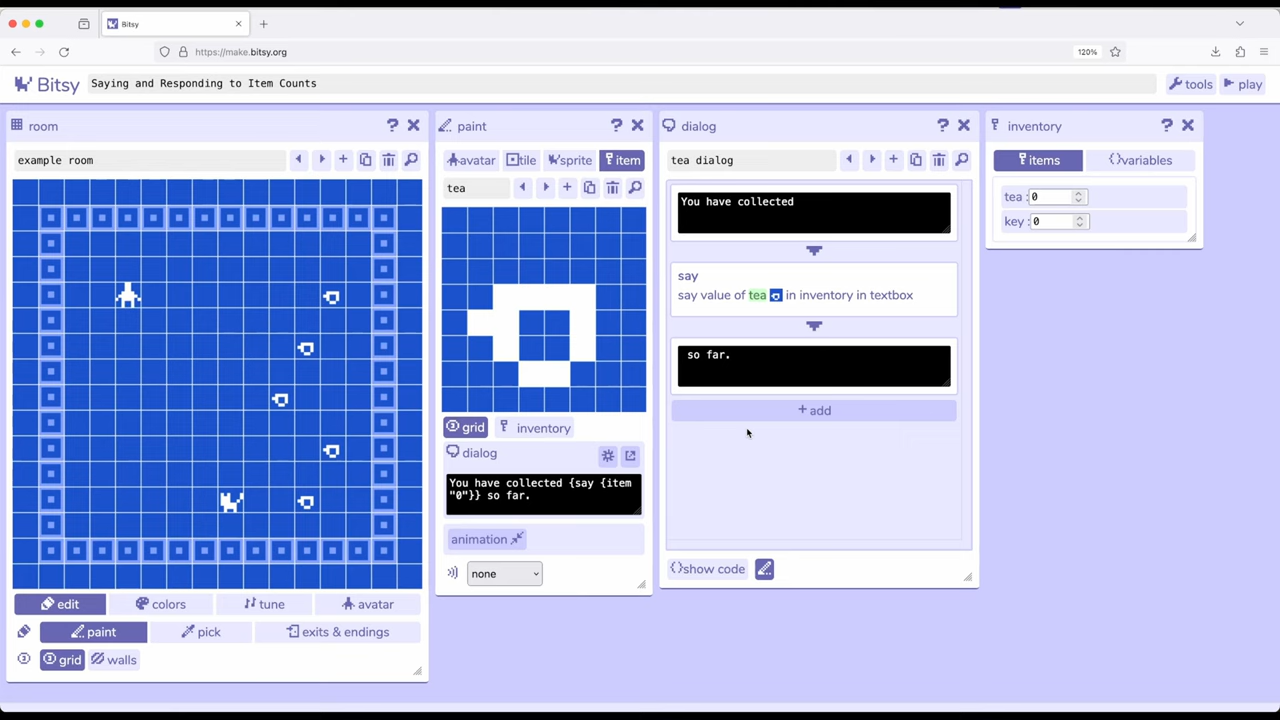 Bitsy
https://make.bitsy.org
120%
Bitsy
Saying and Responding to Item Counts
tools
play
room
?
example room
edit
colors
tune
avatar
paint
pick
exits & endings
grid
walls
paint
?
avatar
tile
sprite
item
tea
grid
inventory
dialog
You have collected {say {item
"0"}} so far.
animation
none
dialog
?
tea dialog
You have collected
say
say value of tea in inventory in textbox
so far.
+ add
{}show code
inventory
?
items
{}variables
tea : 0
key : 0